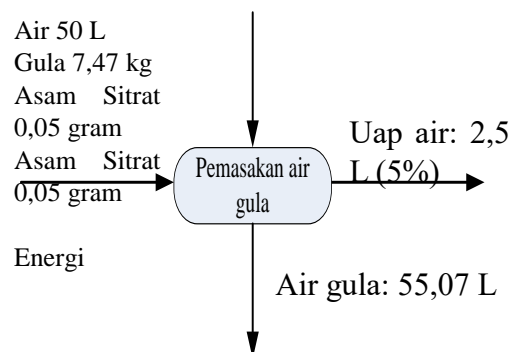 Air 50 L
Gula 7,47 kg
Asam Sitrat
0,05 gram
Asam Sitrat
0,05 gram
Energi
Pemasakan air
gula
Uap air: 2,5
L (5%)
Air gula: 55,07 L